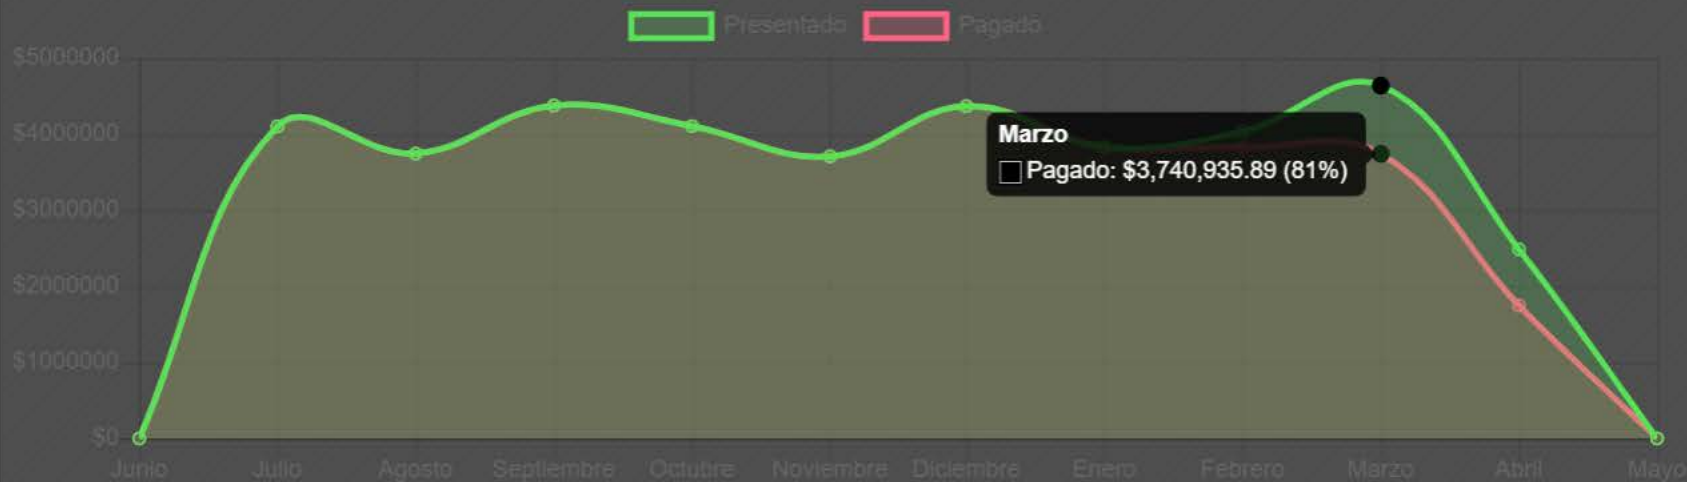 Presentado Pagado
$5000000
$4000000
$3000000
$2000000
$1000000
$0
Marzo
Pagado: $3,740,935.89 (81%)
Junio Julio Agosto Septiembre Octubre Noviembre Diciembre Enero Febrero Marzo Abril Mayo